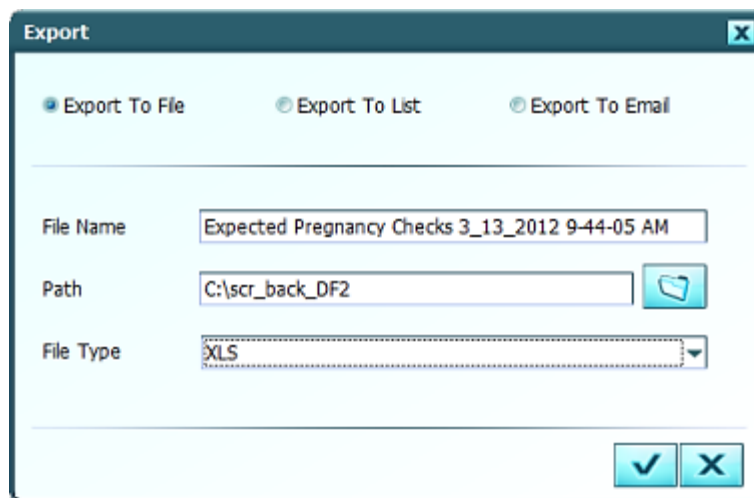 Export
Export To File Export To List Export To Email
File Name Expected Pregnancy Checks 3_13_2012 9-44-05 AM
Path C:\scr_back_DF2
File Type XLS